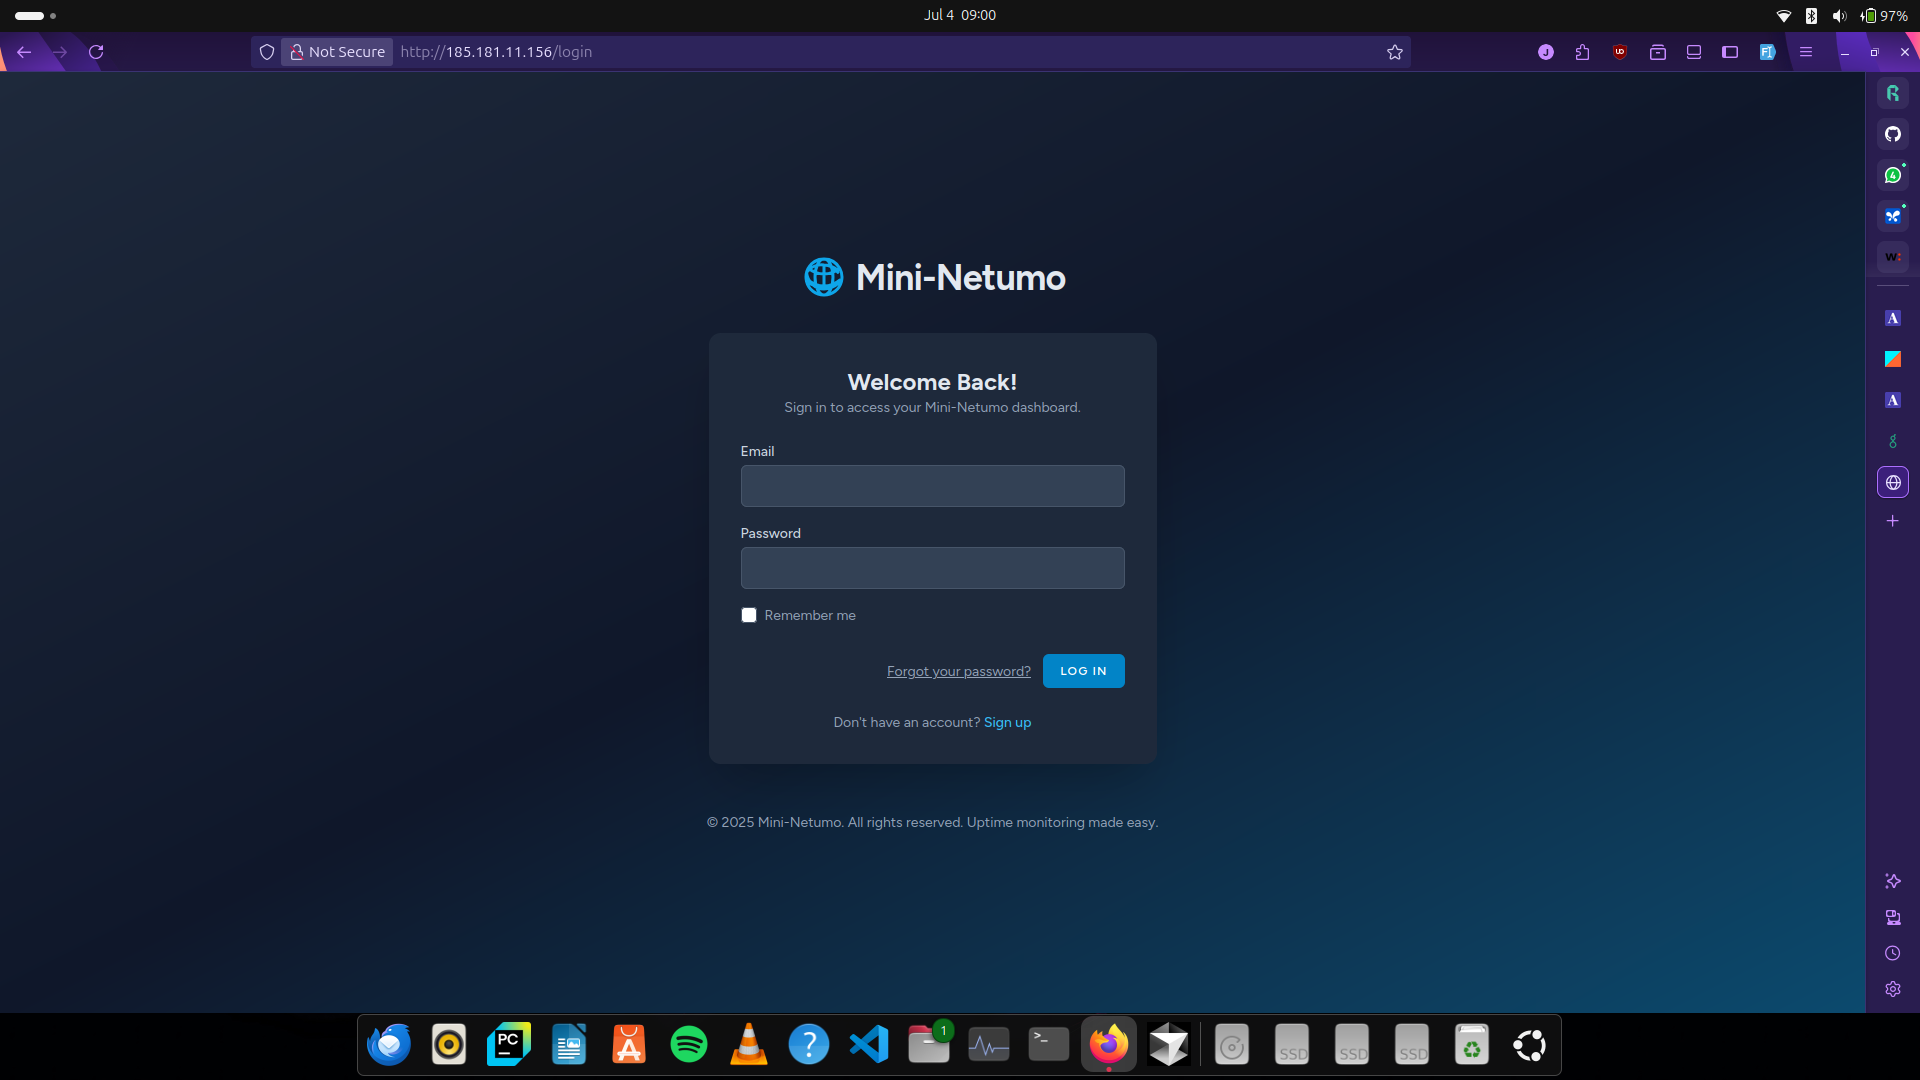 Jul 4 09:00
97%
Not Secure http://185.181.11.156/login
J
UD
4
W:
A
A
Mini-Netumo
Welcome Back!
Sign in to access your Mini-Netumo dashboard.
Email
Password
Remember me
Forgot your password? LOG IN
Don't have an account? Sign up
© 2025 Mini-Netumo. All rights reserved. Uptime monitoring made easy.
PC
A
?
1
>_
SSD SSD SSD